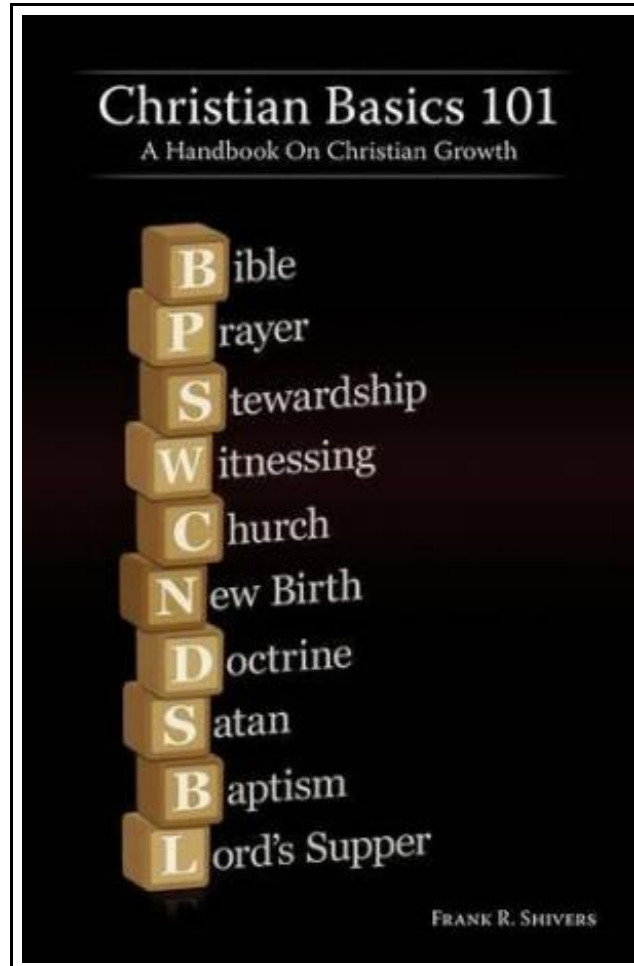 Christian Basics 101
A Handbook On Christian Growth
Bible
Prayer
Stewardship
Witnessing
Church
New Birth
Doctrine
Satan
Baptism
Lord's Supper
Frank R. Shivers